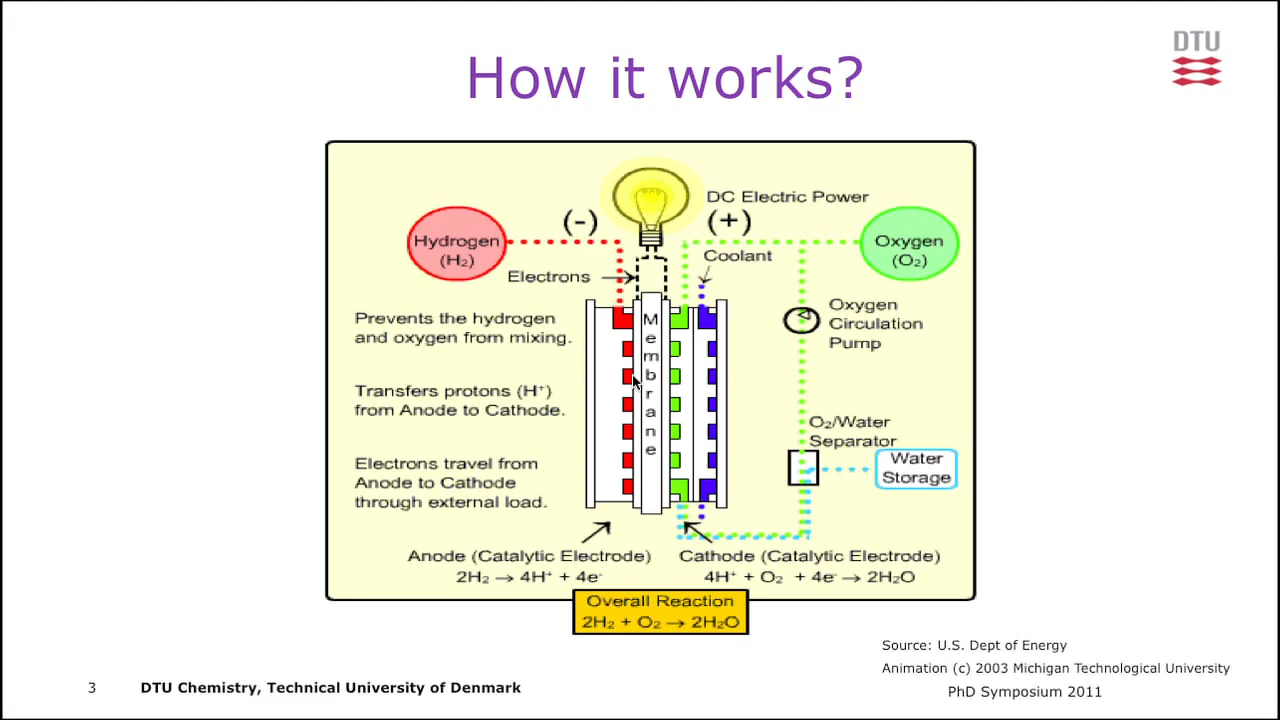 DTU
How it works?
DC Electric Power
(-)
(+)
Hydrogen
(H₂)
Oxygen
(O₂)
Coolant
Electrons
Membrane
Oxygen
Circulation
Pump
Prevents the hydrogen
and oxygen from mixing.
Transfers protons (H⁺)
from Anode to Cathode.
O₂/Water
Separator
Water
Storage
Electrons travel from
Anode to Cathode
through external load.
Anode (Catalytic Electrode)
2H₂ → 4H⁺ + 4e⁻
Cathode (Catalytic Electrode)
4H⁺ + O₂ + 4e⁻ → 2H₂O
Overall Reaction
2H₂ + O₂ → 2H₂O
Source: U.S. Dept of Energy
Animation (c) 2003 Michigan Technological University
3 DTU Chemistry, Technical University of Denmark
PhD Symposium 2011